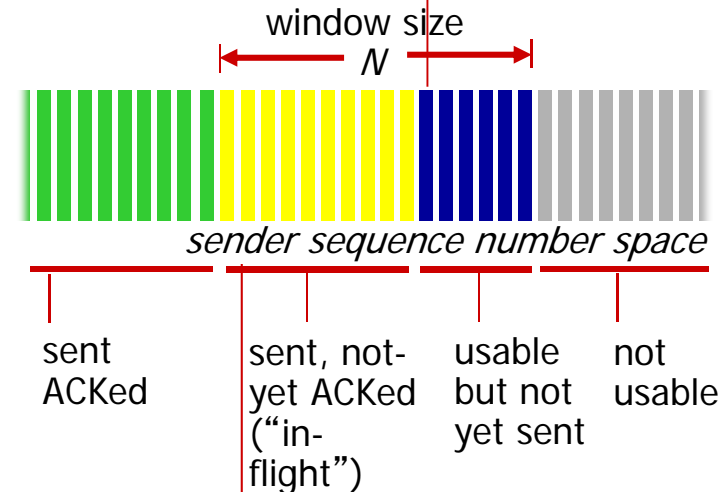 window size
N
sender sequence number space
sent
ACKed
sent, not-
yet ACKed
(“in-
flight”)
usable
but not
yet sent
not
usable